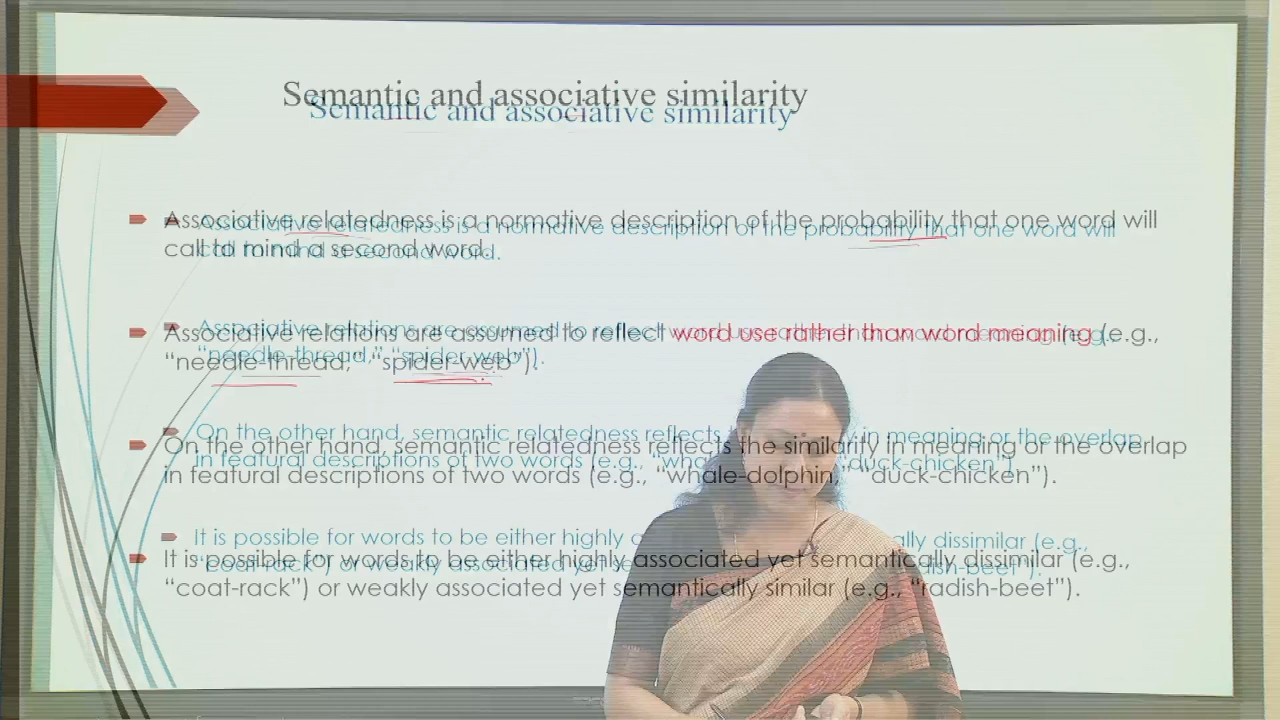 Semantic and associative similarity
Associative relatedness is a normative description of the probability that one word will
call to mind a second word.
Associative relations are assumed to reflect word use rather than word meaning (e.g.,
“needle-thread,” “spider-web”).
On the other hand, semantic relatedness reflects the similarity in meaning or the overlap
in featural descriptions of two words (e.g., “whale-dolphin,” “duck-chicken”).
It is possible for words to be either highly associated yet semantically dissimilar (e.g.,
“coat-rack”) or weakly associated yet semantically similar (e.g., “radish-beet”).